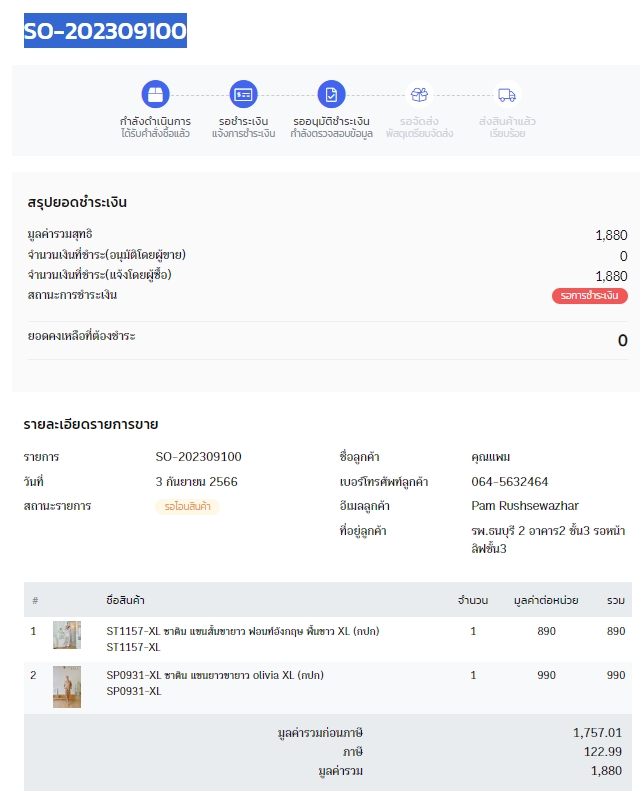 SO-202309100
กำลังดำเนินการ
ได้รับคำสั่งซื้อแล้ว
รอชำระเงิน
แจ้งการชำระเงิน
รออนุมัติชำระเงิน
กำลังตรวจสอบข้อมูล
รอจัดส่ง
พัสดุเตรียมจัดส่ง
ส่งสินค้าแล้ว
เรียบร้อย
สรุปยอดชำระเงิน
มูลค่ารวมสุทธิ 1,880
จำนวนเงินที่ชำระ(อนุมัติโดยผู้ขาย) 0
จำนวนเงินที่ชำระ(แจ้งโดยผู้ซื้อ) 1,880
สถานะการชำระเงิน รอการชำระเงิน
ยอดคงเหลือที่ต้องชำระ 0
รายละเอียดรายการขาย
รายการ SO-202309100 ชื่อลูกค้า คุณแพม
วันที่ 3 กันยายน 2566 เบอร์โทรศัพท์ลูกค้า 064-5632464
สถานะรายการ รอโอนสินค้า อีเมลลูกค้า Pam Rushsewazhar
ที่อยู่ลูกค้า รพ.ธนบุรี 2 อาคาร2 ชั้น3 รอหน้า
ลิฟชั้น3
# ชื่อสินค้า จำนวน มูลค่าต่อหน่วย รวม
1 ST1157-XL ซาติน แขนสั้นขายาว ฟอนท์อังกฤษ พื้นขาว XL (กปก) 1 890 890
ST1157-XL
2 SP0931-XL ซาติน แขนยาวขายาว olivia XL (กปก) 1 990 990
SP0931-XL
มูลค่ารวมก่อนภาษี 1,757.01
ภาษี 122.99
มูลค่ารวม 1,880